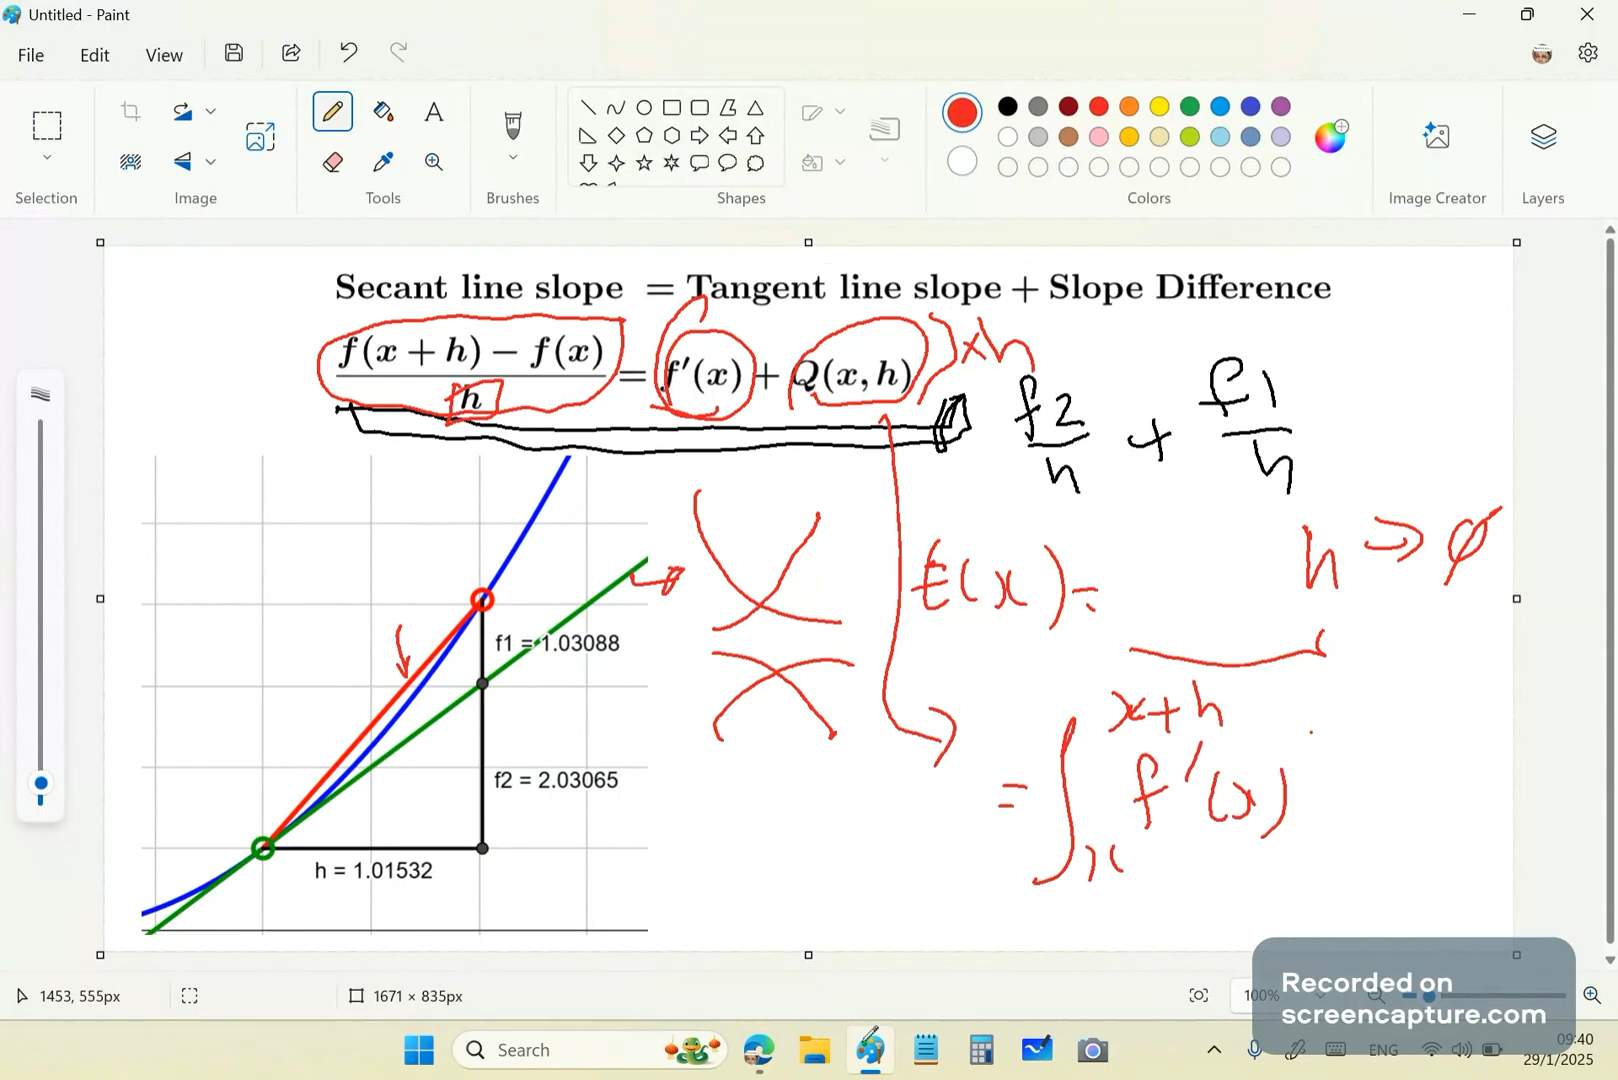 Untitled - Paint
File Edit View
Selection Image Tools Brushes Shapes Colors Image Creator Layers
A
Secant line slope = Tangent line slope + Slope Difference
f(x + h) − f(x)
= f′(x) + Q(x, h)
h
×h
f2 + f1
h h
h → 0
E(x) =
f1 = 1.03088
x+h
= ∫ f′(x)
x
f2 = 2.03065
h = 1.01532
1453, 555px
1671 × 835px
100%
Recorded on
screencapture.com
Search
ENG
09:40
29/1/2025